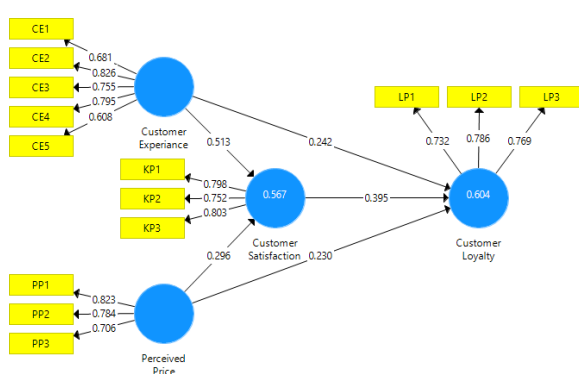 CE1
CE2
CE3
CE4
CE5
0.681
0.826
0.755
0.795
0.608
Customer
Experiance
0.513
0.242
LP1
LP2
LP3
0.732
0.786
0.769
KP1
KP2
KP3
0.798
0.752
0.803
0.567
Customer
Satisfaction
0.395
0.604
Customer
Loyalty
0.296
0.230
PP1
PP2
PP3
0.823
0.784
0.706
Perceived
Price